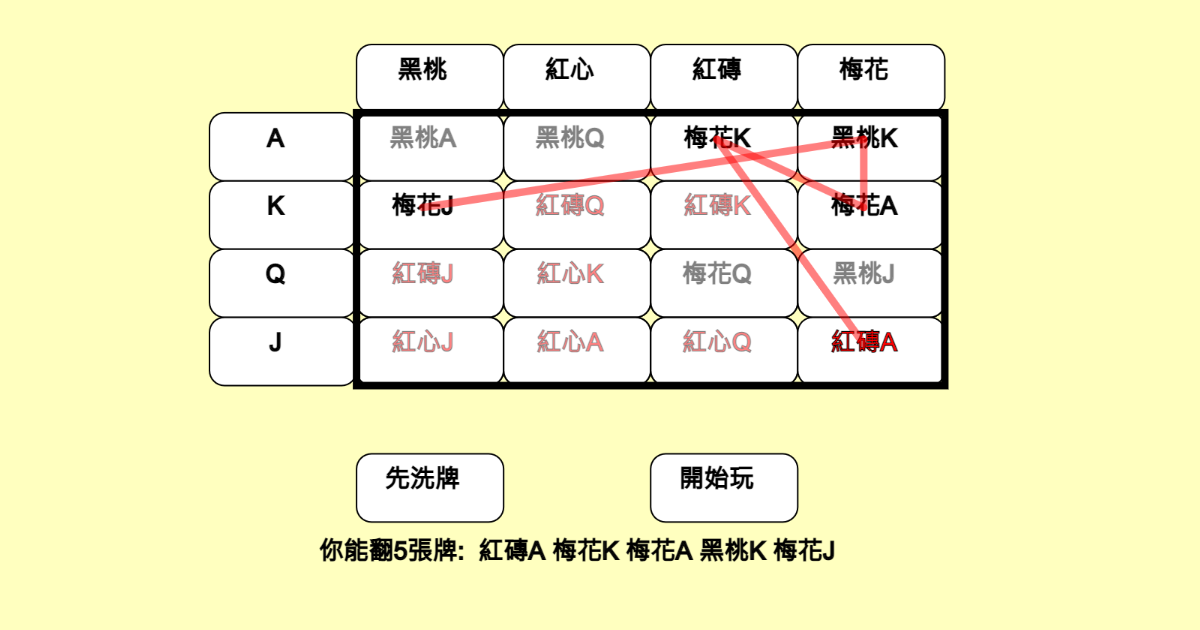 黑桃 紅心 紅磚 梅花
A 黑桃A 黑桃Q 梅花K 黑桃K
K 梅花J 紅磚Q 紅磚K 梅花A
Q 紅磚J 紅心K 梅花Q 黑桃J
J 紅心J 紅心A 紅心Q 紅磚A
先洗牌 開始玩
你能翻5張牌: 紅磚A 梅花K 梅花A 黑桃K 梅花J